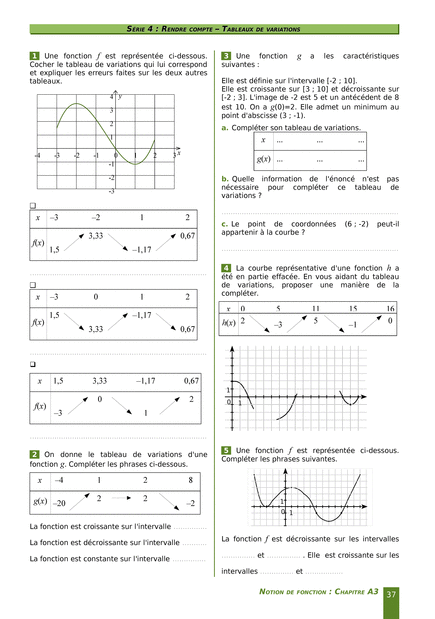 SÉRIE 4 : RENDRE COMPTE – TABLEAUX DE VARIATIONS
1 Une fonction f est représentée ci-dessous.
Cocher le tableau de variations qui lui correspond
et expliquer les erreurs faites sur les deux autres
tableaux.
4 y
3
2
1
-4 -3 -2 -1 0 1 2 3 x
-1
-2
-3
x −3 −2 1 2
f(x) 1,5 3,33 −1,17 0,67
x −3 0 1 2
f(x) 1,5 3,33 −1,17 0,67
x 1,5 3,33 −1,17 0,67
f(x) −3 0 1 2
2 On donne le tableau de variations d'une
fonction g. Compléter les phrases ci-dessous.
x −4 1 2 8
g(x) −20 2 2 −2
La fonction est croissante sur l'intervalle ............
La fonction est décroissante sur l'intervalle ..........
La fonction est constante sur l'intervalle ..............
3 Une fonction g a les caractéristiques
suivantes :
Elle est définie sur l'intervalle [-2 ; 10].
Elle est croissante sur [3 ; 10] et décroissante sur
[-2 ; 3]. L'image de -2 est 5 et un antécédent de 8
est 10. On a g(0)=2. Elle admet un minimum au
point d'abscisse (3 ; -1).
a. Compléter son tableau de variations.
x ... ... ...
g(x) ... ... ...
b. Quelle information de l'énoncé n'est pas
nécessaire pour compléter ce tableau de
variations ?
c. Le point de coordonnées (6 ; -2) peut-il
appartenir à la courbe ?
4 La courbe représentative d'une fonction h a
été en partie effacée. En vous aidant du tableau
de variations, proposer une manière de la
compléter.
x 0 5 11 15 16
h(x) 2 −3 5 −1 0
1
0 1
5 Une fonction f est représentée ci-dessous.
Compléter les phrases suivantes.
1
0 1
La fonction f est décroissante sur les intervalles
.............. et .............. . Elle est croissante sur les
intervalles .............. et ..............
NOTION DE FONCTION : CHAPITRE A3
37